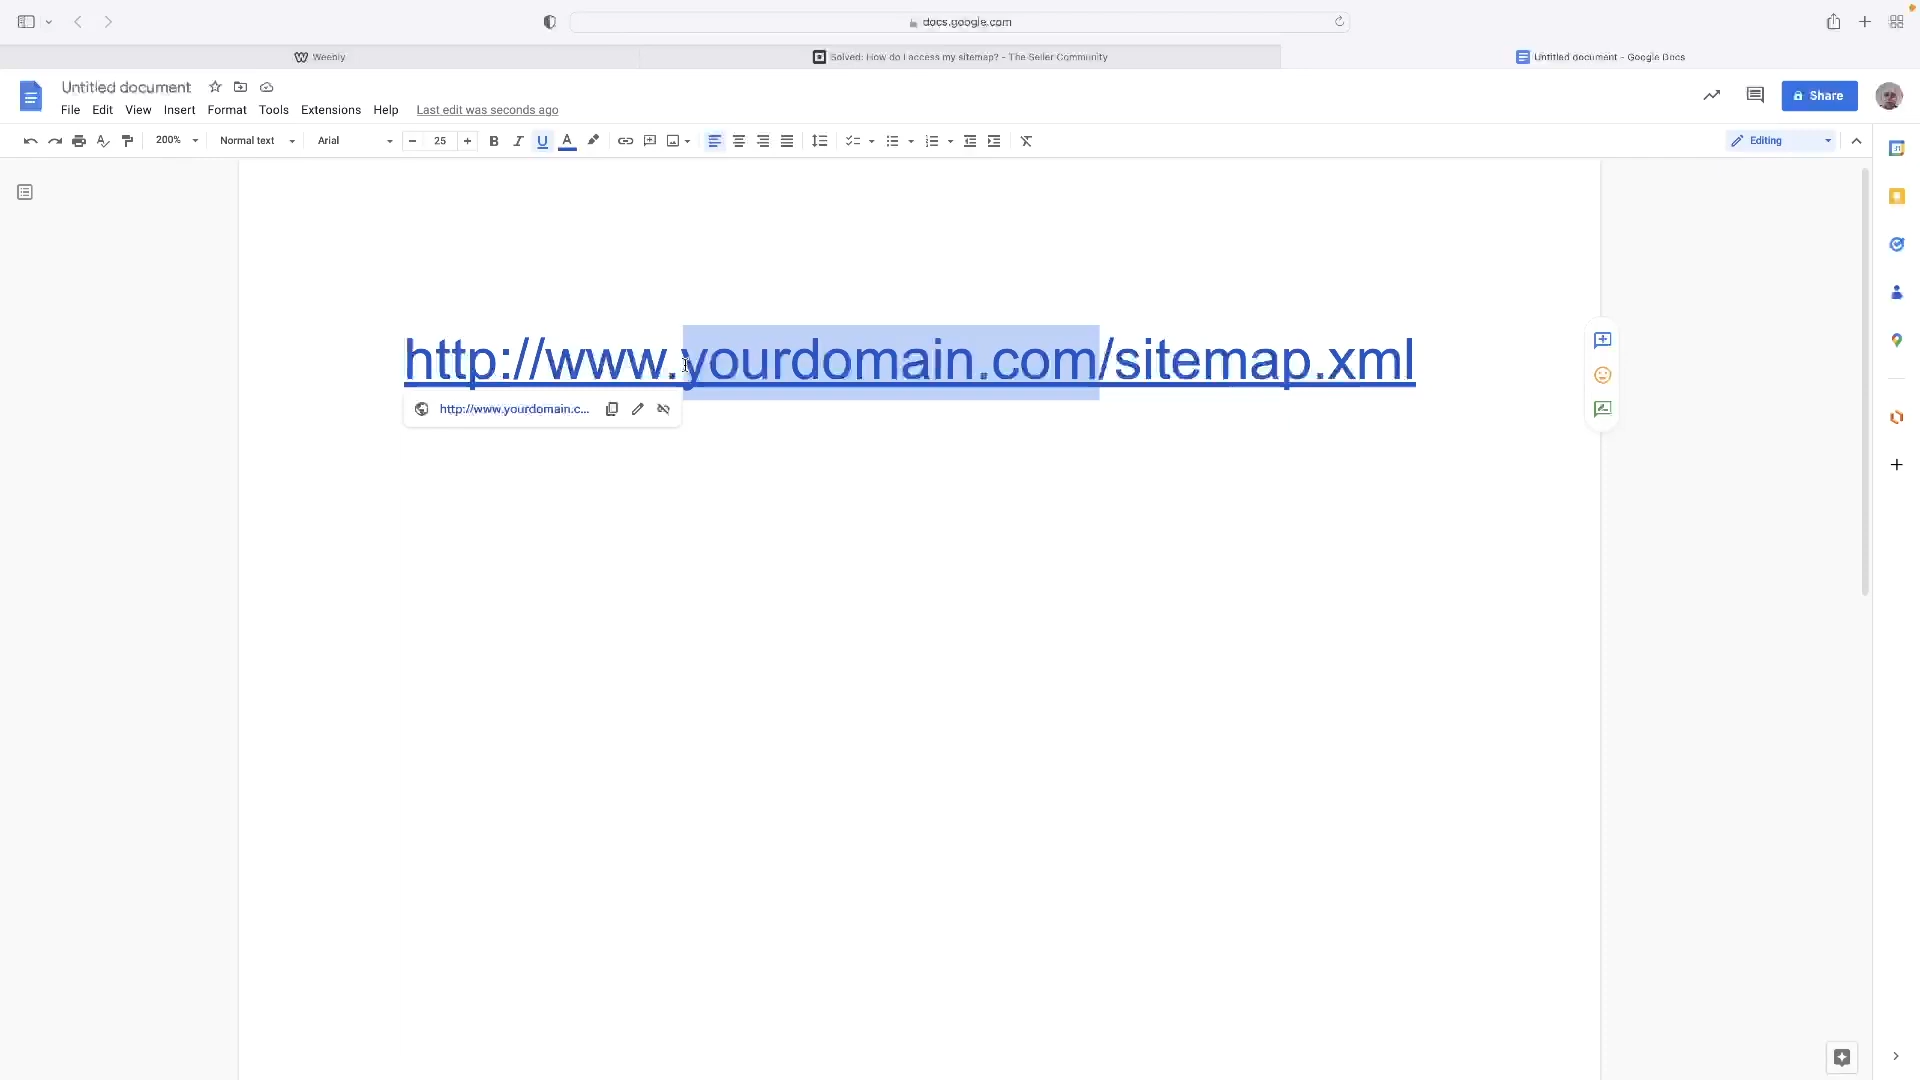 docs.google.com
Weebly
Solved: How do I access my sitemap? - The Seller Community
Untitled document - Google Docs
Untitled document
File Edit View Insert Format Tools Extensions Help Last edit was seconds ago
Share
200% Normal text Arial 25 B I U A Editing
31
http://www.yourdomain.com/sitemap.xml
http://www.yourdomain.c...